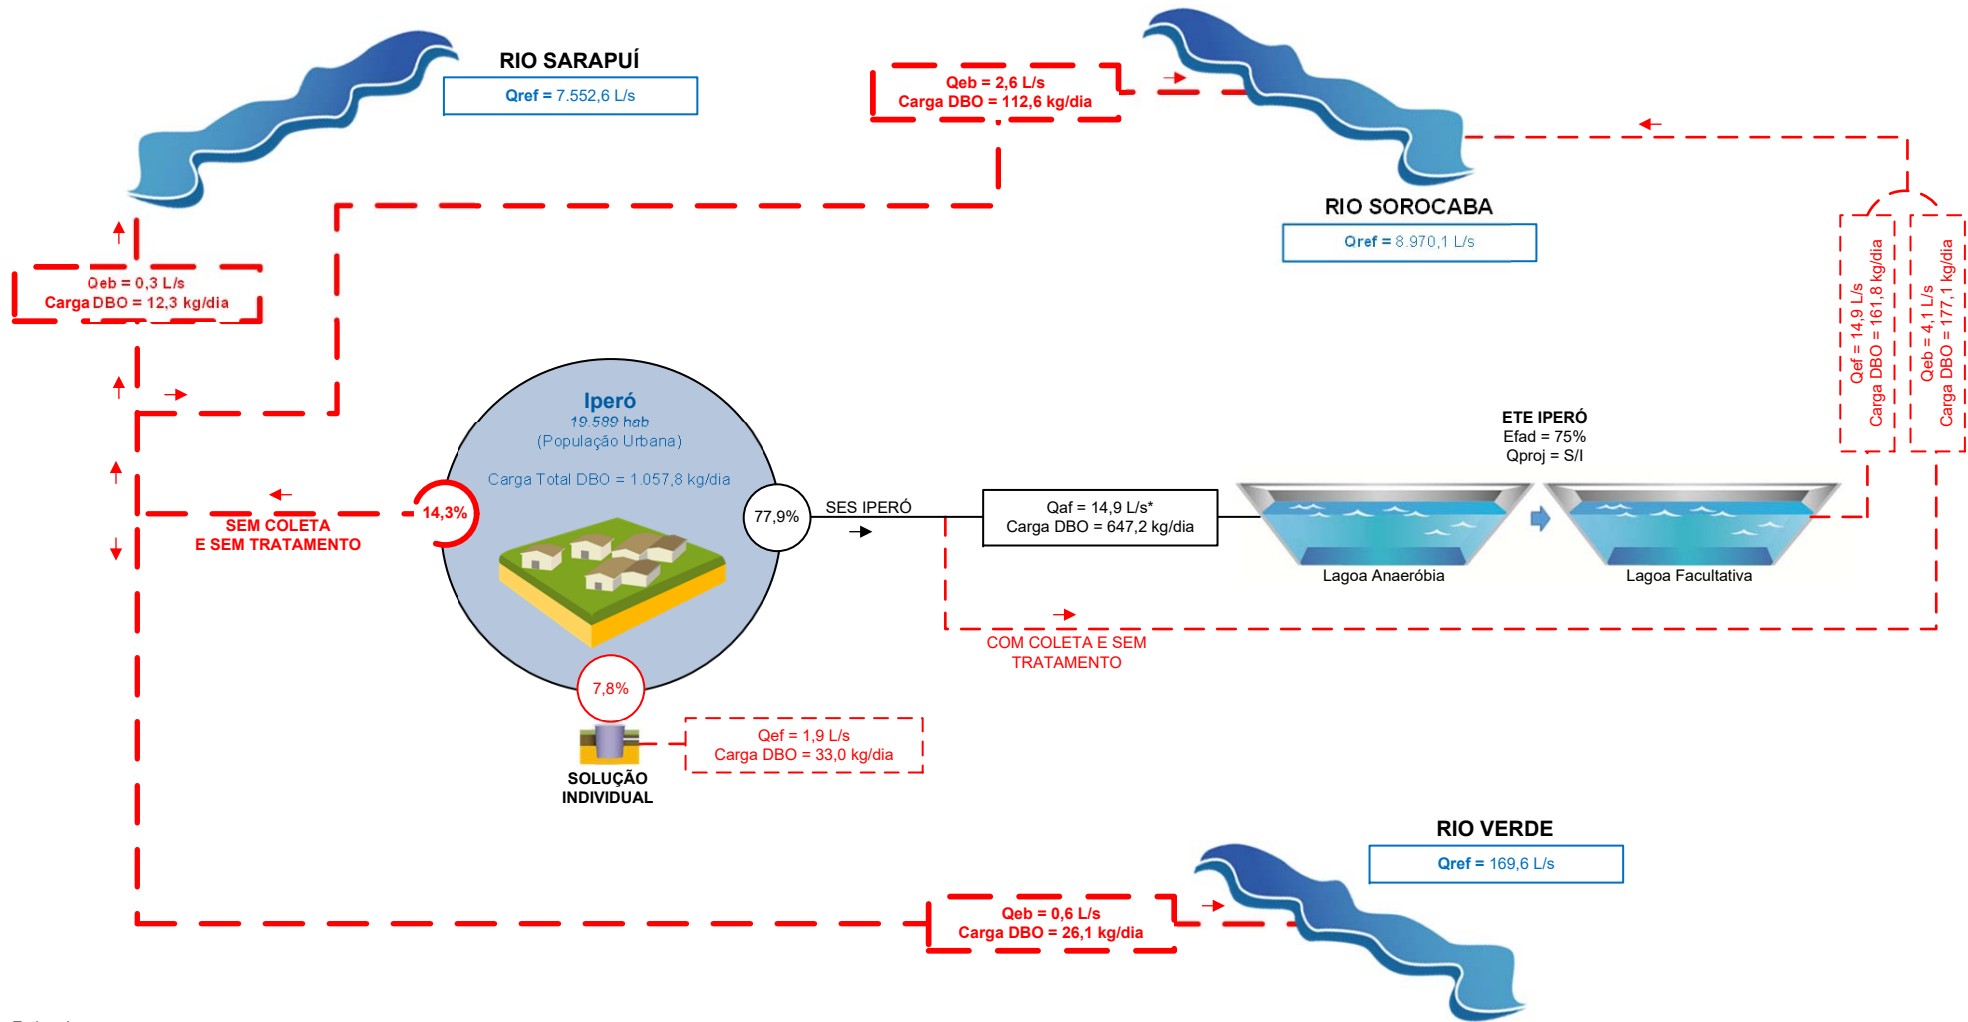 RIO SARAPUÍ
Qref = 7.552,6 L/s
Qeb = 2,6 L/s
Carga DBO = 112,6 kg/dia
RIO SOROCABA
Qref = 8.970,1 L/s
Qeb = 0,3 L/s
Carga DBO = 12,3 kg/dia
Qef = 14,9 L/s
Carga DBO = 161,8 kg/dia
Qeb = 4,1 L/s
Carga DBO = 177,1 kg/dia
Iperó
19.589 hab
(População Urbana)
Carga Total DBO = 1.057,8 kg/dia
ETE IPERÓ
Efad = 75%
Qproj = S/I
14,3%
SEM COLETA
E SEM TRATAMENTO
77,9%
SES IPERÓ
Qaf = 14,9 L/s*
Carga DBO = 647,2 kg/dia
Lagoa Anaeróbia
Lagoa Facultativa
COM COLETA E SEM
TRATAMENTO
7,8%
Qef = 1,9 L/s
Carga DBO = 33,0 kg/dia
SOLUÇÃO
INDIVIDUAL
RIO VERDE
Qref = 169,6 L/s
Qeb = 0,6 L/s
Carga DBO = 26,1 kg/dia